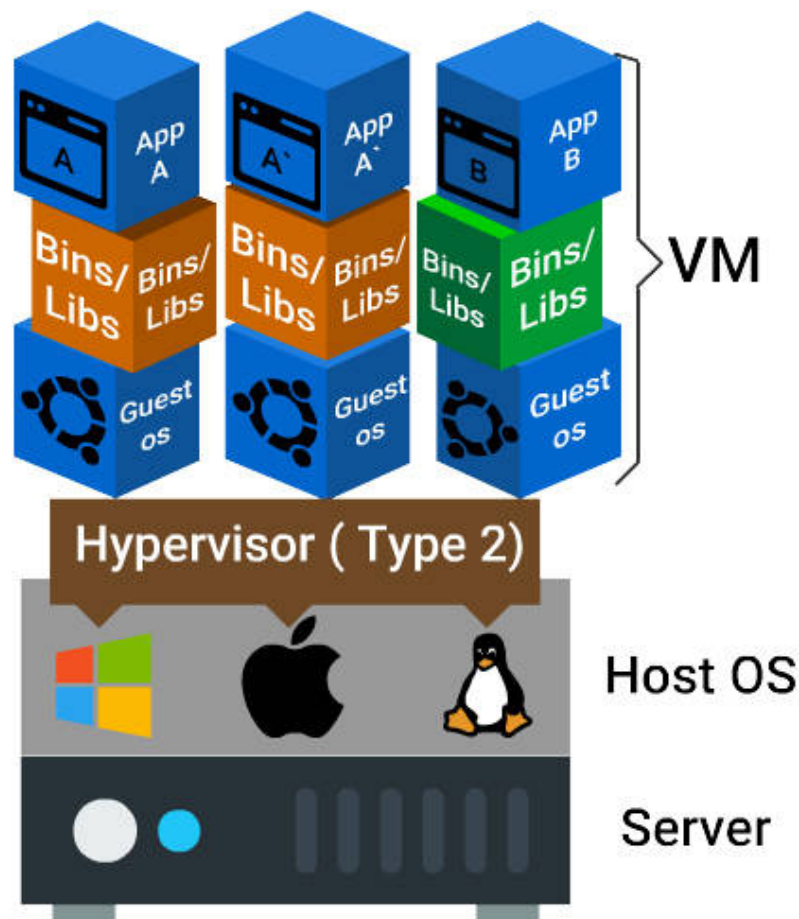 A
App
A
A`
App
A`
B
App
B
Bins/
Libs
Bins/
Libs
Bins/
Libs
Bins/
Libs
Bins/
Libs
Bins/
Libs
VM
Guest
os
Guest
os
Guest
os
Hypervisor ( Type 2)
Host OS
Server